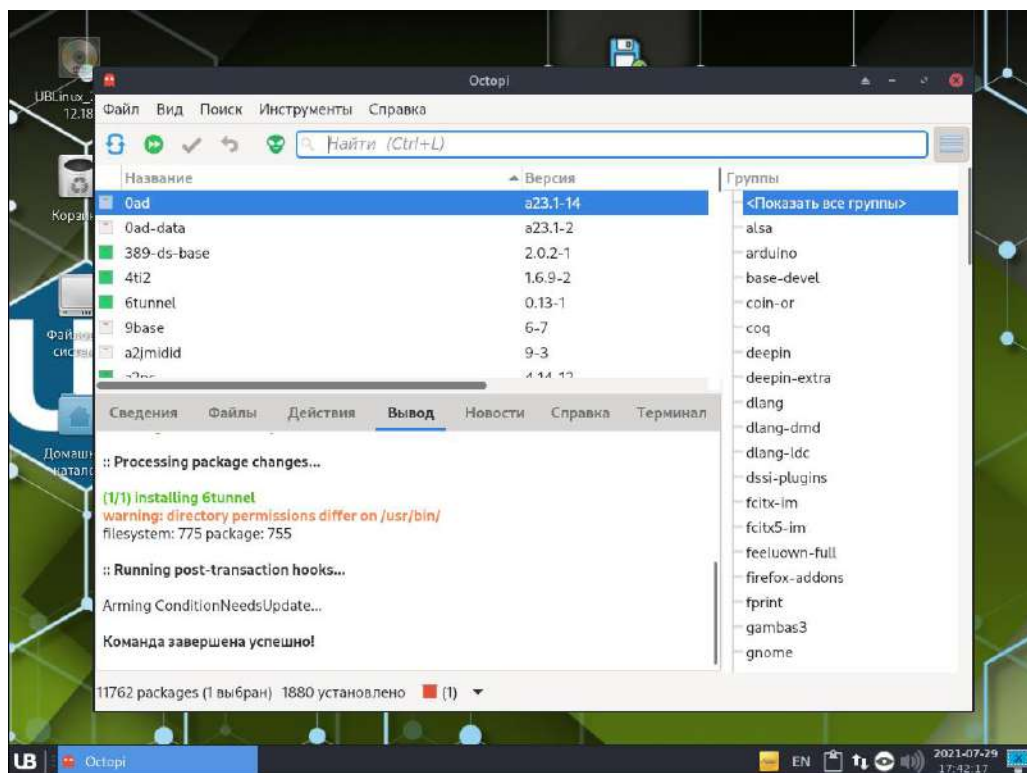 UBLinux_
12.18
Корзи
Файло
систе
Домаш
катало
Octopi
Файл Вид Поиск Инструменты Справка
Найти (Ctrl+L)
Название Версия
0ad a23.1-14
0ad-data a23.1-2
389-ds-base 2.0.2-1
4ti2 1.6.9-2
6tunnel 0.13-1
9base 6-7
a2jmidid 9-3
Группы
<Показать все группы>
alsa
arduino
base-devel
coin-or
coq
deepin
deepin-extra
dlang
dlang-dmd
dlang-ldc
dssi-plugins
fcitx-im
fcitx5-im
feeluown-full
firefox-addons
fprint
gambas3
gnome
Сведения Файлы Действия Вывод Новости Справка Терминал
:: Processing package changes...
(1/1) installing 6tunnel
warning: directory permissions differ on /usr/bin/
filesystem: 775 package: 755
:: Running post-transaction hooks...
Arming ConditionNeedsUpdate...
Команда завершена успешно!
11762 packages (1 выбран) 1880 установлено (1)
UB Octopi EN 2021-07-29
17:42:17